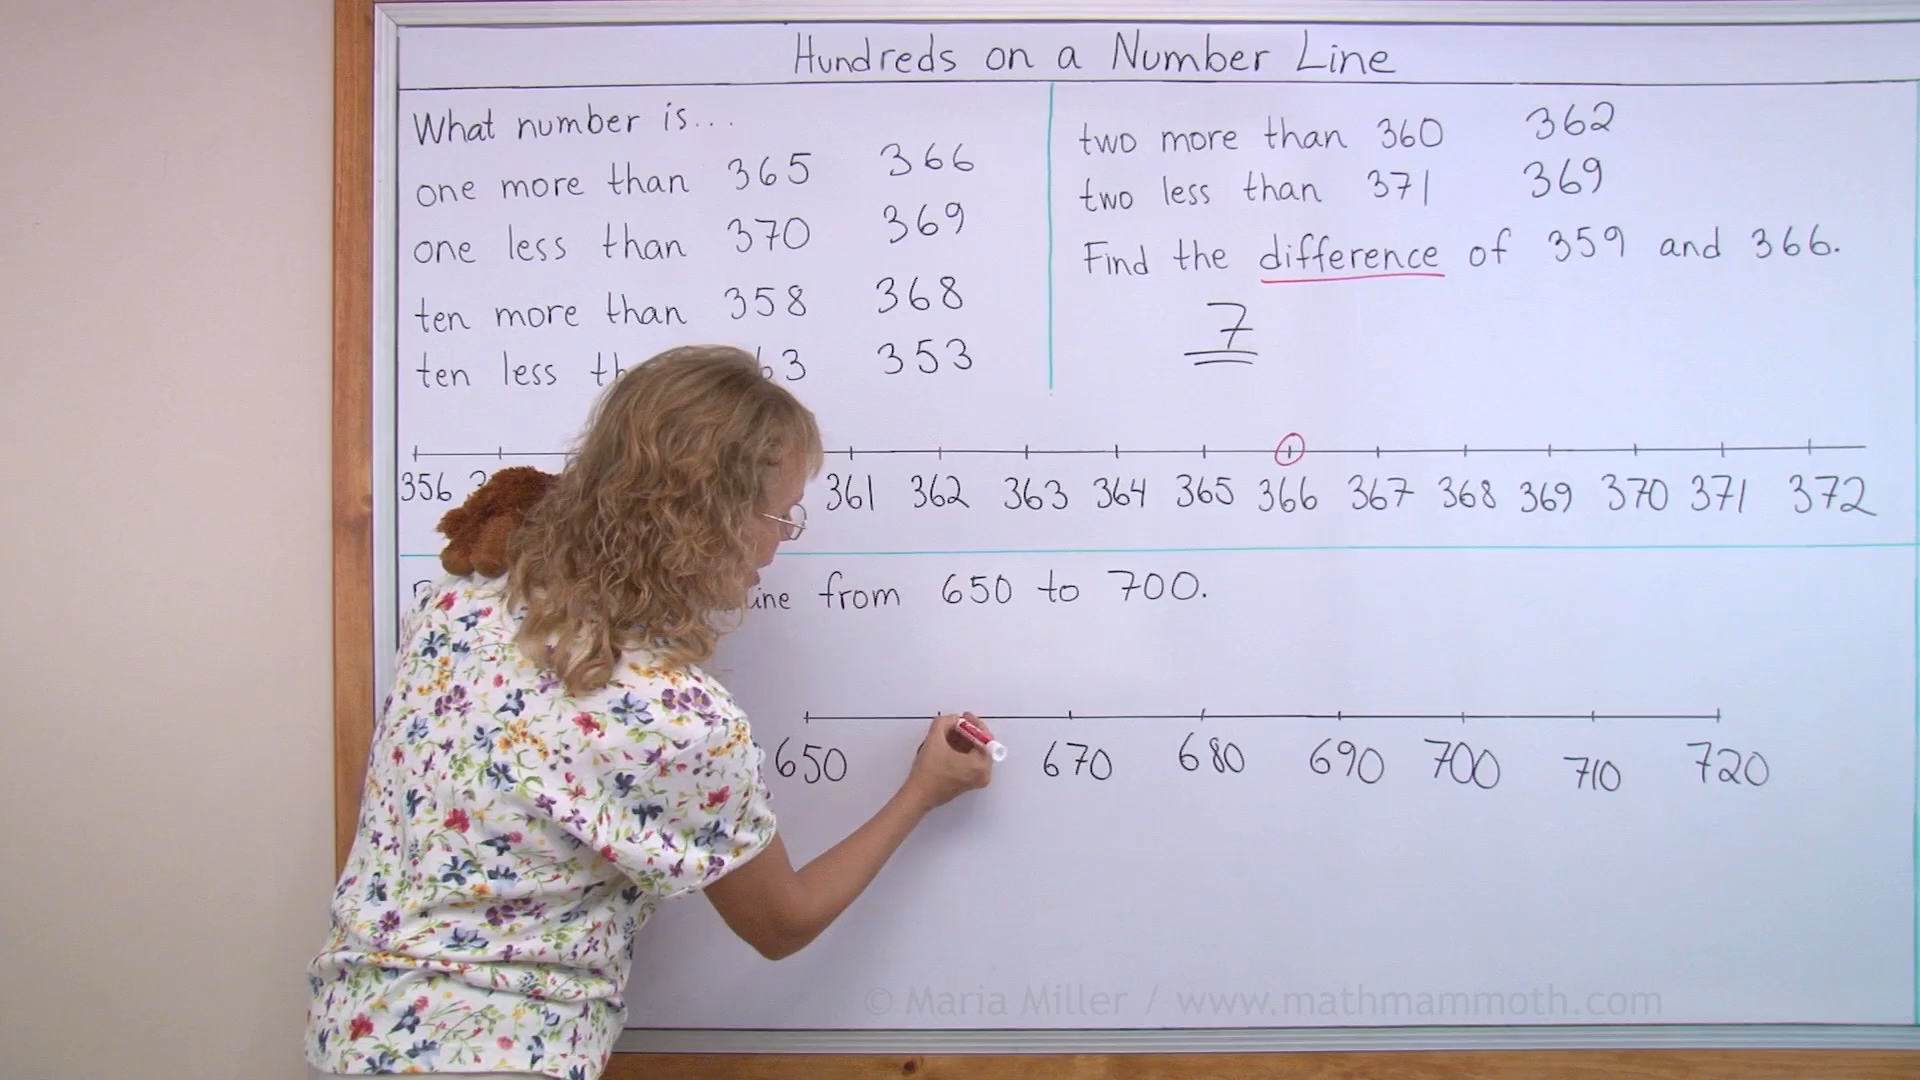 Hundreds on a Number Line
What number is...
one more than 365 366
one less than 370 369
ten more than 358 368
ten less 353
two more than 360 362
two less than 371 369
Find the difference of 359 and 366.
7
356 361 362 363 364 365 366 367 368 369 370 371 372
from 650 to 700.
650 670 680 690 700 710 720
© Maria Miller / www.mathmammoth.com